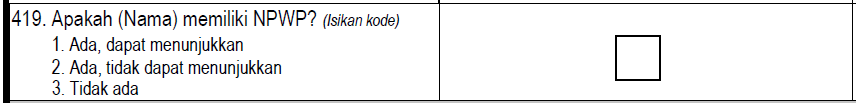 419. Apakah (Nama) memiliki NPWP? (Isikan kode)
1. Ada, dapat menunjukkan
2. Ada, tidak dapat menunjukkan
3. Tidak ada